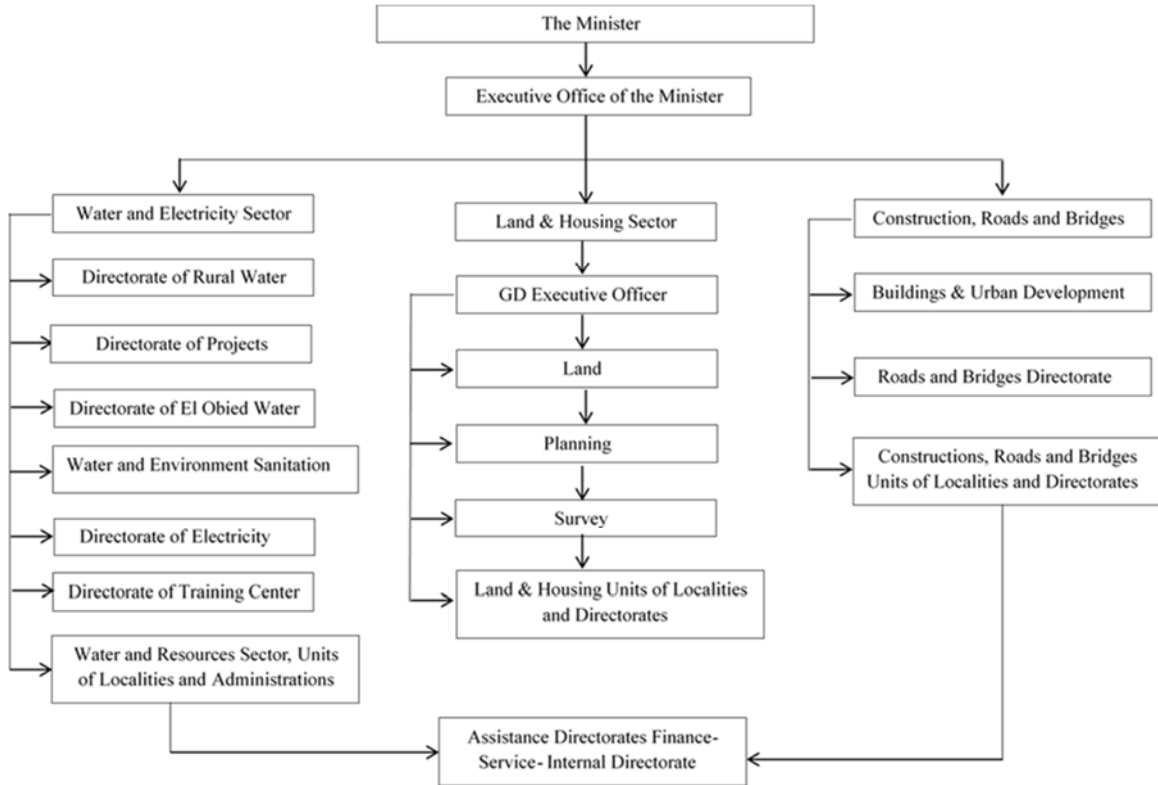 The Minister
Executive Office of the Minister
Water and Electricity Sector
Directorate of Rural Water
Directorate of Projects
Directorate of El Obied Water
Water and Environment Sanitation
Directorate of Electricity
Directorate of Training Center
Water and Resources Sector, Units
of Localities and Administrations
Land & Housing Sector
GD Executive Officer
Land
Planning
Survey
Land & Housing Units of Localities
and Directorates
Construction, Roads and Bridges
Buildings & Urban Development
Roads and Bridges Directorate
Constructions, Roads and Bridges
Units of Localities and Directorates
Assistance Directorates Finance-
Service- Internal Directorate